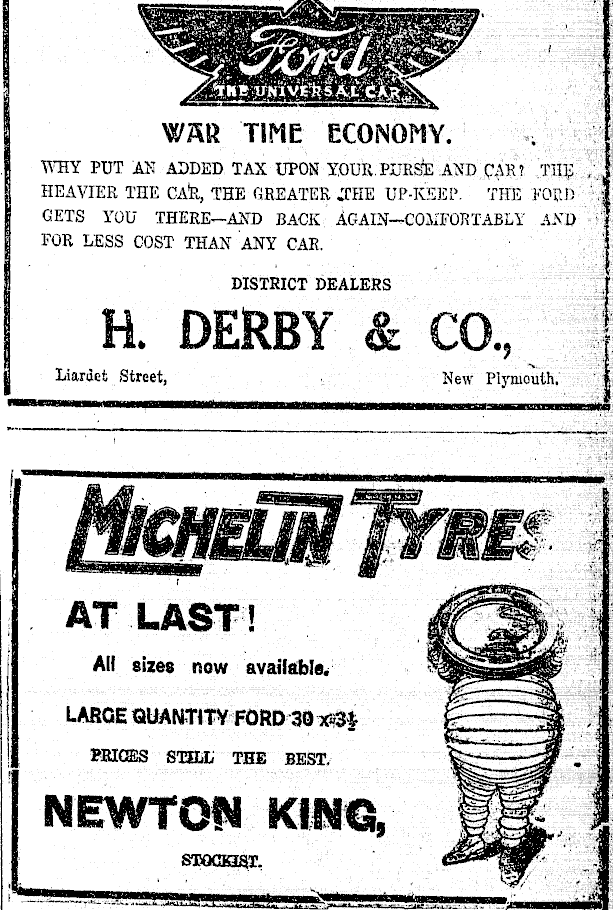 Ford
THE UNIVERSAL CAR
WAR TIME ECONOMY.
WHY PUT AN ADDED TAX UPON YOUR PURSE AND CAR? THE
HEAVIER THE CAR, THE GREATER THE UP-KEEP. THE FORD
GETS YOU THERE—AND BACK AGAIN—COMFORTABLY AND
FOR LESS COST THAN ANY CAR.
DISTRICT DEALERS
H. DERBY & CO.,
Liardet Street, New Plymouth.
MICHELIN TYRES
AT LAST!
All sizes now available.
LARGE QUANTITY FORD 30 x 3½
PRICES STILL THE BEST.
NEWTON KING,
STOCKIST.